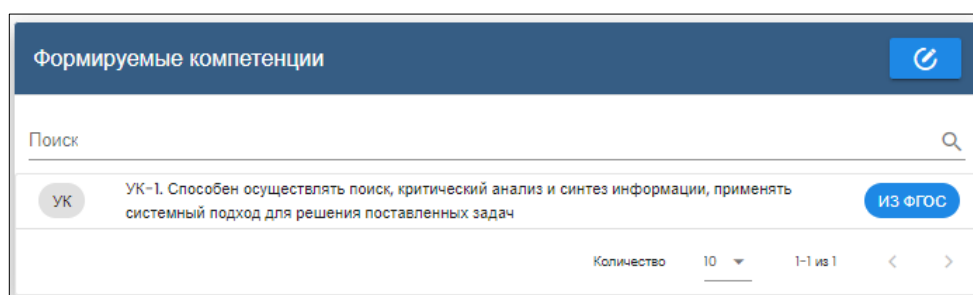 Формируемые компетенции
Поиск
УК-1. Способен осуществлять поиск, критический анализ и синтез информации, применять
УК ИЗ ФГОС
системный подход для решения поставленных задач
Количество 10 1-1 из 1